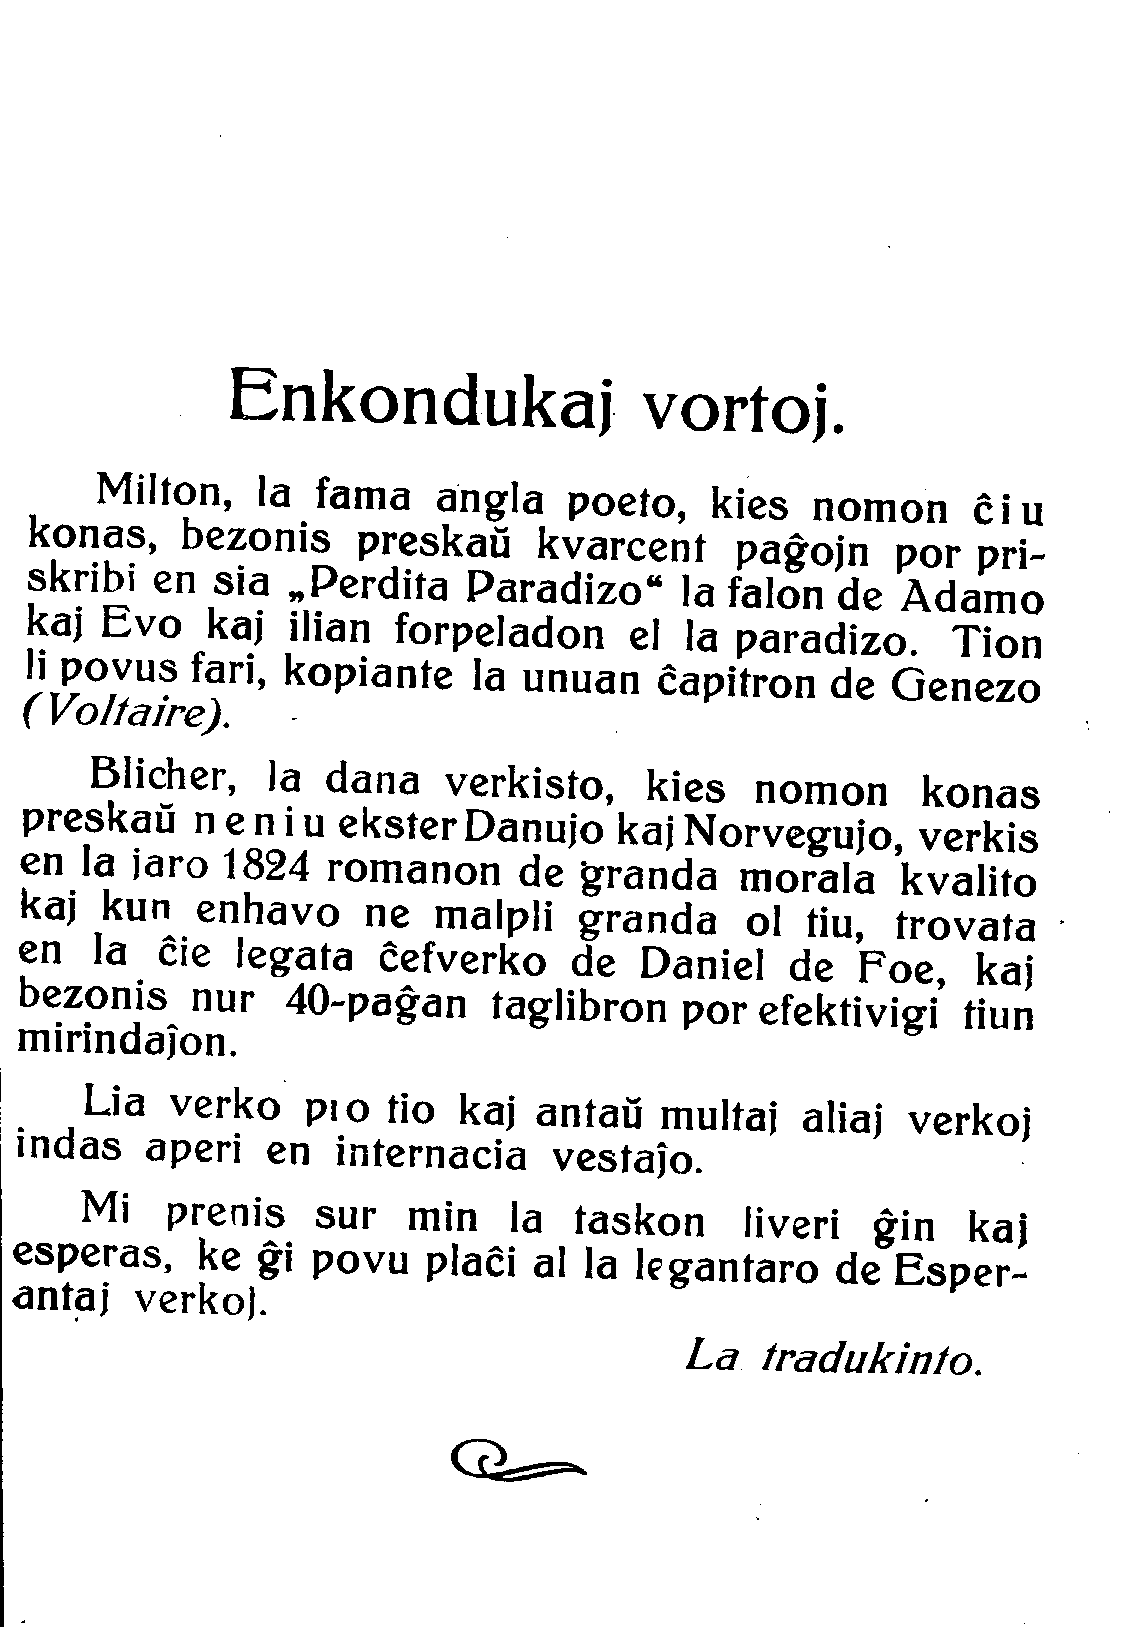 Enkondukaj vortoj.
Milton, la fama angla poeto, kies nomon ĉiu
konas, bezonis preskaŭ kvarcent paĝojn por pri-
skribi en sia „Perdita Paradizo“ la falon de Adamo
kaj Evo kaj ilian forpeladon el la paradizo. Tion
li povus fari, kopiante la unuan ĉapitron de Genezo
(Voltaire).
Blicher, la dana verkisto, kies nomon konas
preskaŭ neniu ekster Danujo kaj Norvegujo, verkis
en la jaro 1824 romanon de granda morala kvalito
kaj kun enhavo ne malpli granda ol tiu, trovata
en la ĉie legata ĉefverko de Daniel de Foe, kaj
bezonis nur 40-paĝan taglibron por efektivigi tiun
mirindaĵon.
Lia verko pro tio kaj antaŭ multaj aliaj verkoj
indas aperi en internacia vestaĵo.
Mi prenis sur min la taskon liveri ĝin kaj
esperas, ke ĝi povu plaĉi al la legantaro de Esper-
antaj verkoj.
La tradukinto.